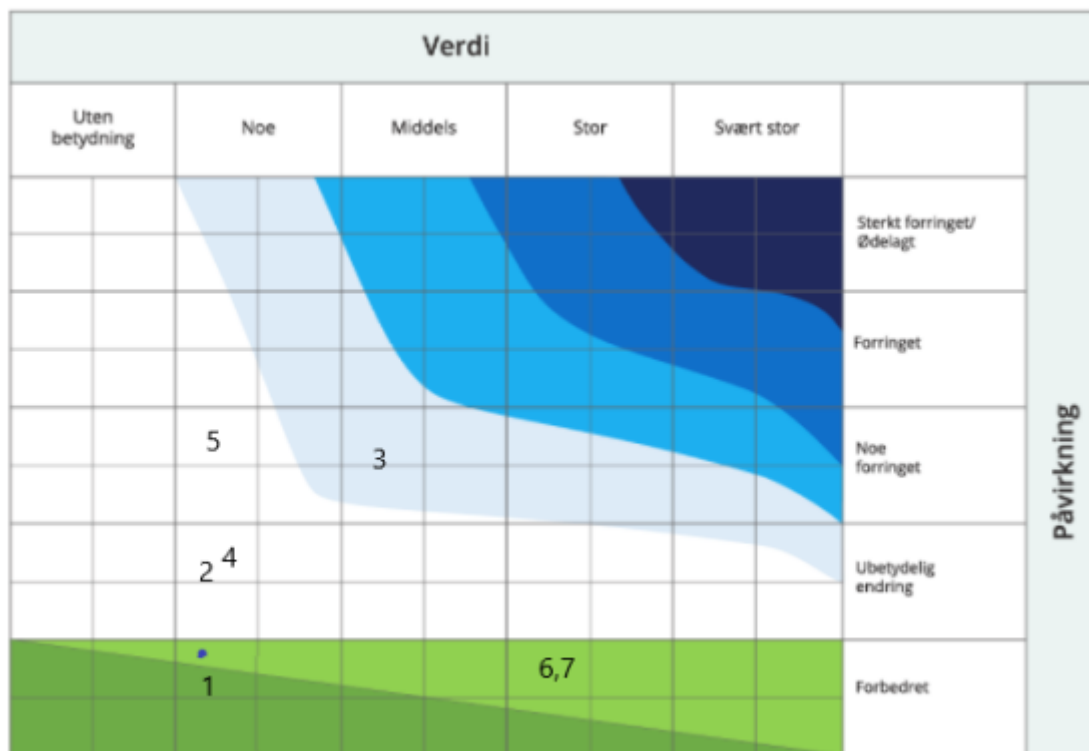 Verdi
Uten
betydning
Noe
Middels
Stor
Svært stor
Sterkt forringet/
Ødelagt
Forringet
Noe
forringet
Ubetydelig
endring
Forbedret
Påvirkning
5
3
2
4
1
6,7